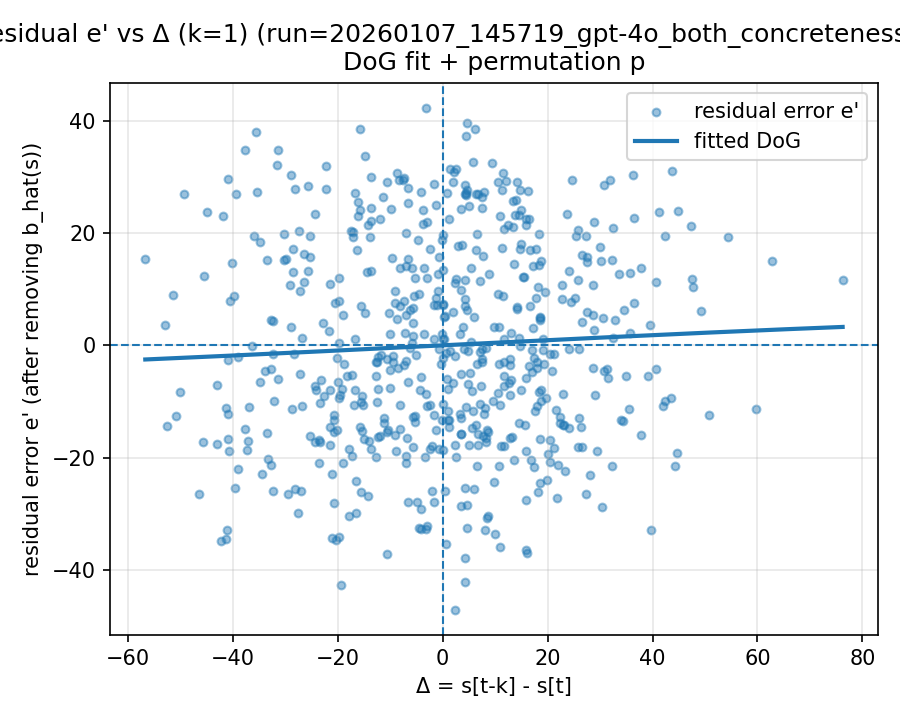 esidual e' vs Δ (k=1) (run=20260107_145719_gpt-4o_both_concreteness
DoG fit + permutation p
residual error e'
fitted DoG
residual error e' (after removing b_hat(s))
40
20
0
−20
−40
−60 −40 −20 0 20 40 60 80
Δ = s[t-k] - s[t]